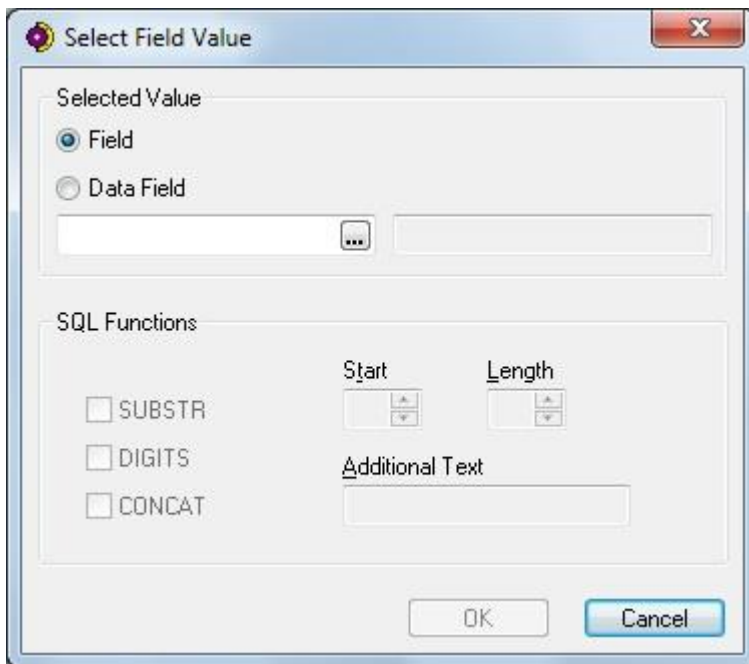 Select Field Value
Selected Value
Field
Data Field
...
SQL Functions
Start Length
SUBSTR
DIGITS
Additional Text
CONCAT
OK Cancel